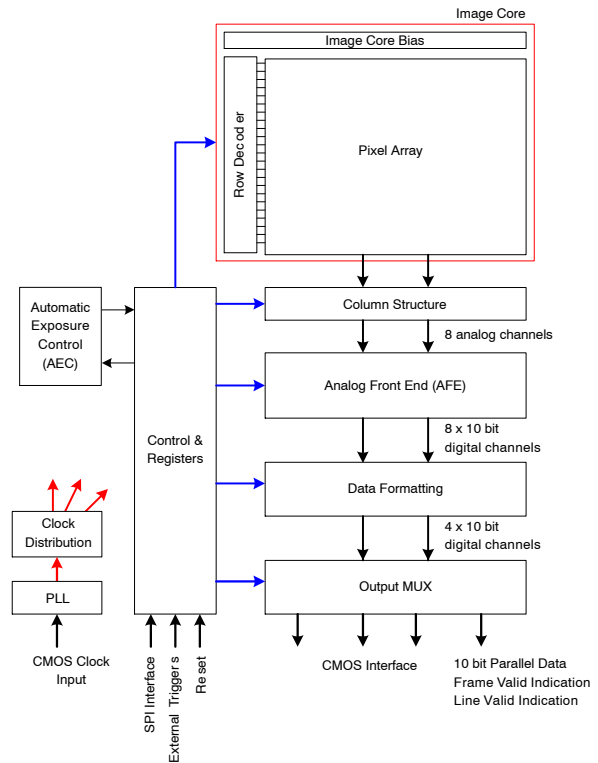 Image Core
Image Core Bias
Row Decoder
Pixel Array
Column Structure
8 analog channels
Automatic
Exposure
Control
(AEC)
Analog Front End (AFE)
Control &
Registers
8 x 10 bit
digital channels
Data Formatting
4 x 10 bit
digital channels
Clock
Distribution
PLL
Output MUX
CMOS Clock
Input
SPI Interface
External Triggers
Reset
CMOS Interface
10 bit Parallel Data
Frame Valid Indication
Line Valid Indication